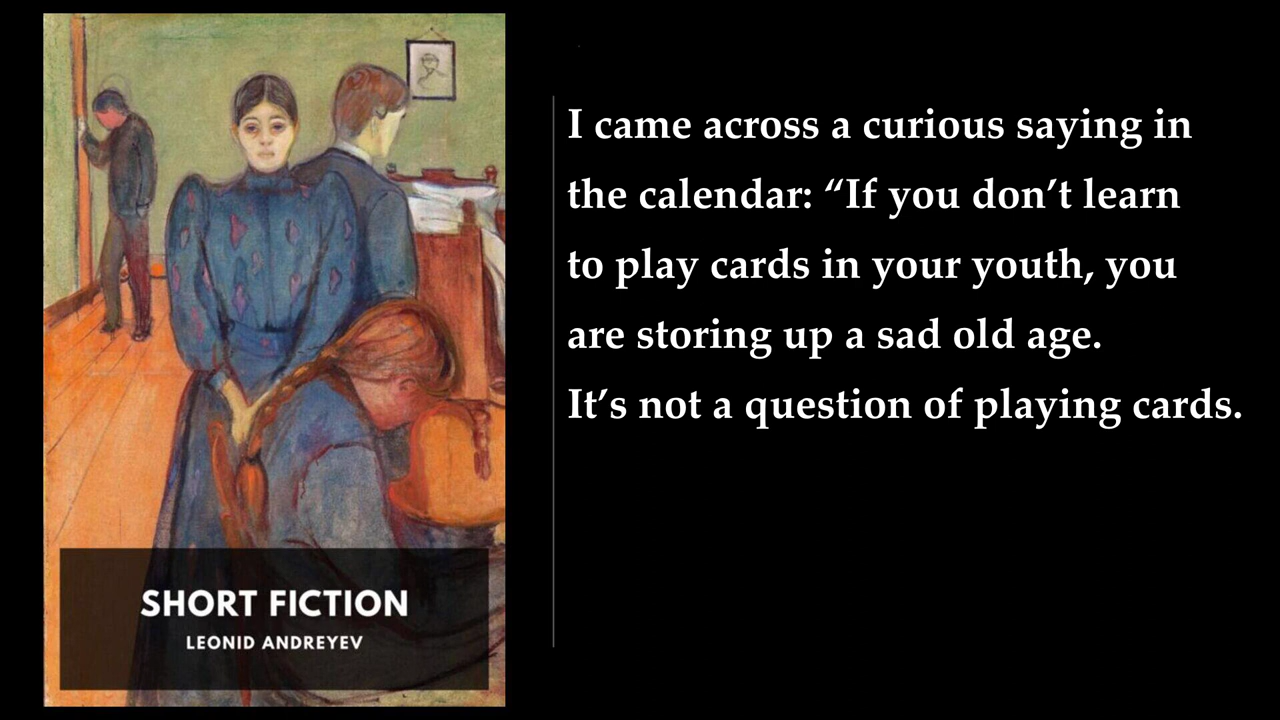 SHORT FICTION
LEONID ANDREYEV
I came across a curious saying in
the calendar: “If you don’t learn
to play cards in your youth, you
are storing up a sad old age.
It’s not a question of playing cards.